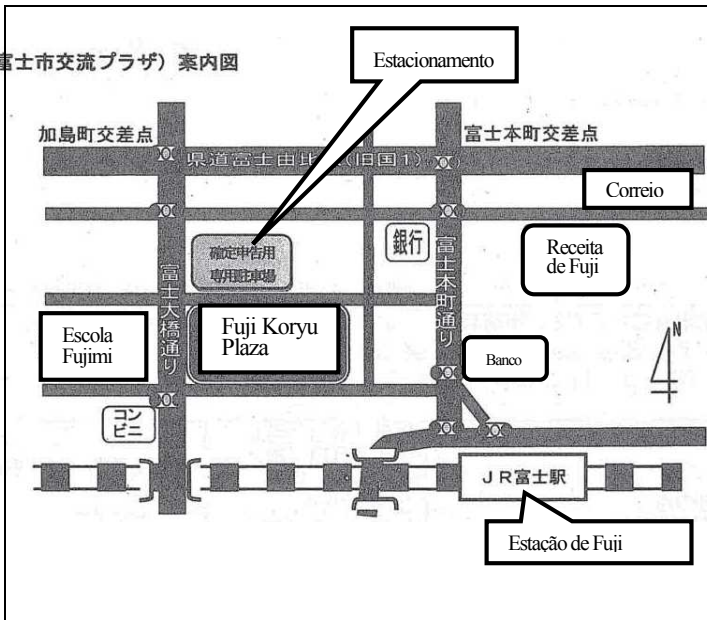 富士市交流プラザ）案内図
Estacionamento
加島町交差点
富士本町交差点
県道富士由比線(旧国1)
Correio
銀行
確定申告用
専用駐車場
Receita
de Fuji
富士大橋通り
富士本町通り
Escola
Fujimi
Fuji Koryu
Plaza
Banco
N
コン
ビニ
JR富士駅
Estação de Fuji